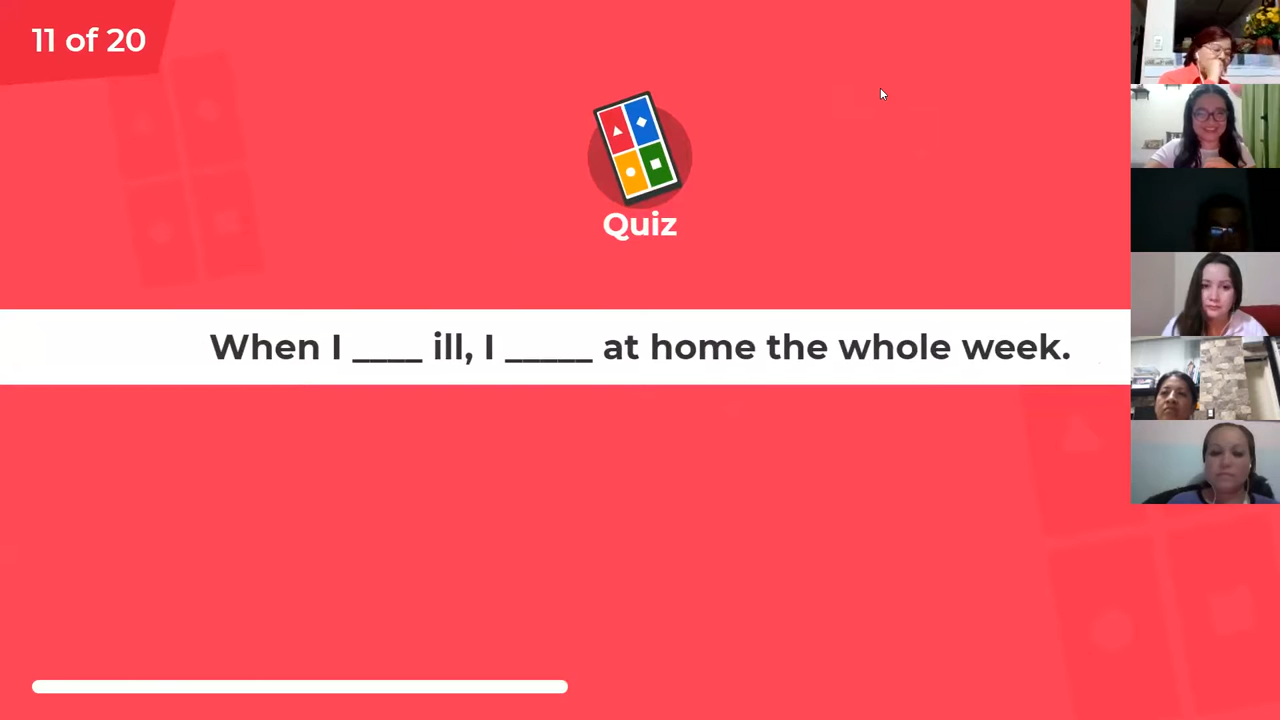 11 of 20
Quiz
When I ____ ill, I _____ at home the whole week.